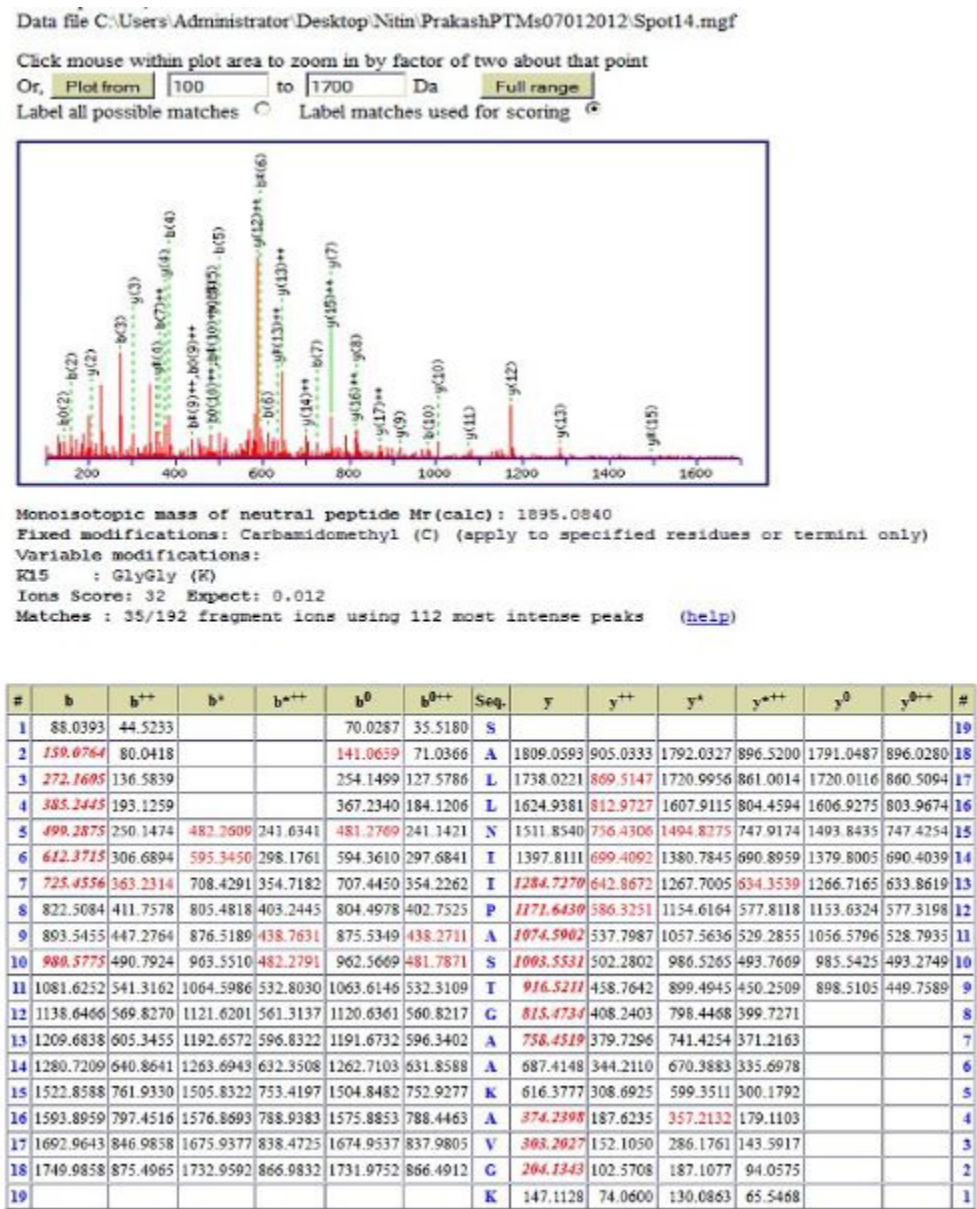 Data file C:\Users\Administrator\Desktop\Nitin\PrakashPTMs07012012\Spot14.mgf
Click mouse within plot area to zoom in by factor of two about that point
Or, Plot from 100 to 1700 Da Full range
Label all possible matches Label matches used for scoring
b0(2)
b(2)
y(2)
b(3)
y(3)
b(7)++
y(4)
b(4)
b(5)
b(6)
y(12)++
b*(6)
y(13)++
y(14)++
b(7)
y(15)++
y(7)
y(8)
y(9)
b(10)
y(10)
y(11)
y(12)
y(13)
y*(15)
200 400 600 800 1000 1200 1400 1600
Monoisotopic mass of neutral peptide Mr(calc): 1895.0840
Fixed modifications: Carbamidomethyl (C) (apply to specified residues or termini only)
Variable modifications:
K15 : GlyGly (K)
Ions Score: 32 Expect: 0.012
Matches : 35/192 fragment ions using 112 most intense peaks (help)
# b b++ b* b*++ b0 b0++ Seq. y y++ y* y*++ y0 y0++ #
1 88.0393 44.5233 70.0287 35.5180 S 19
2 159.0764 80.0418 141.0659 71.0366 A 1809.0593 905.0333 1792.0327 896.5200 1791.0487 896.0280 18
3 272.1605 136.5839 254.1499 127.5786 L 1738.0221 869.5147 1720.9956 861.0014 1720.0116 860.5094 17
4 385.2445 193.1259 367.2340 184.1206 L 1624.9381 812.9727 1607.9115 804.4594 1606.9275 803.9674 16
5 499.2875 250.1474 482.2609 241.6341 481.2769 241.1421 N 1511.8540 756.4306 1494.8275 747.9174 1493.8435 747.4254 15
6 612.3715 306.6894 595.3450 298.1761 594.3610 297.6841 I 1397.8111 699.4092 1380.7845 690.8959 1379.8005 690.4039 14
7 725.4556 363.2314 708.4291 354.7182 707.4450 354.2262 I 1284.7270 642.8672 1267.7005 634.3539 1266.7165 633.8619 13
8 822.5084 411.7578 805.4818 403.2445 804.4978 402.7525 P 1171.6430 586.3251 1154.6164 577.8118 1153.6324 577.3198 12
9 893.5455 447.2764 876.5189 438.7631 875.5349 438.2711 A 1074.5902 537.7987 1057.5636 529.2855 1056.5796 528.7935 11
10 980.5775 490.7924 963.5510 482.2791 962.5669 481.7871 S 1003.5531 502.2802 986.5265 493.7669 985.5425 493.2749 10
11 1081.6252 541.3162 1064.5986 532.8030 1063.6146 532.3109 T 916.5211 458.7642 899.4945 450.2509 898.5105 449.7589 9
12 1138.6466 569.8270 1121.6201 561.3137 1120.6361 560.8217 G 815.4734 408.2403 798.4468 399.7271 8
13 1209.6838 605.3455 1192.6572 596.8322 1191.6732 596.3402 A 758.4519 379.7296 741.4254 371.2163 7
14 1280.7209 640.8641 1263.6943 632.3508 1262.7103 631.8588 A 687.4148 344.2110 670.3883 335.6978 6
15 1522.8588 761.9330 1505.8322 753.4197 1504.8482 752.9277 K 616.3777 308.6925 599.3511 300.1792 5
16 1593.8959 797.4516 1576.8693 788.9383 1575.8853 788.4463 A 374.2398 187.6235 357.2132 179.1103 4
17 1692.9643 846.9858 1675.9377 838.4725 1674.9537 837.9805 V 303.2027 152.1050 286.1761 143.5917 3
18 1749.9858 875.4965 1732.9592 866.9832 1731.9752 866.4912 G 204.1343 102.5708 187.1077 94.0575 2
19 K 147.1128 74.0600 130.0863 65.5468 1